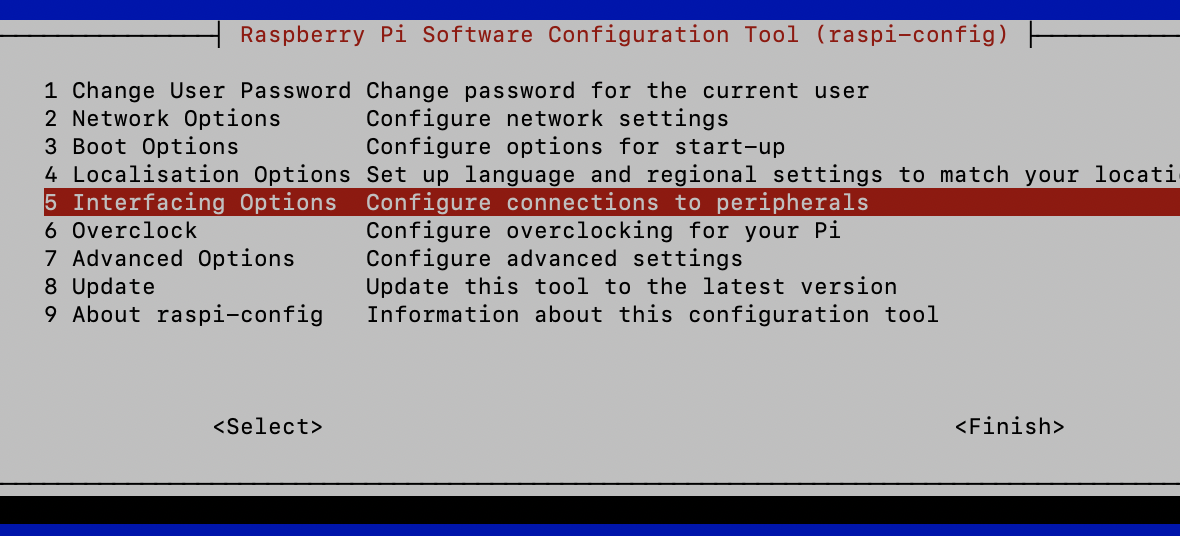 Raspberry Pi Software Configuration Tool (raspi-config)
1 Change User Password Change password for the current user
2 Network Options Configure network settings
3 Boot Options Configure options for start-up
4 Localisation Options Set up language and regional settings to match your locati
5 Interfacing Options Configure connections to peripherals
6 Overclock Configure overclocking for your Pi
7 Advanced Options Configure advanced settings
8 Update Update this tool to the latest version
9 About raspi-config Information about this configuration tool
<Select> <Finish>